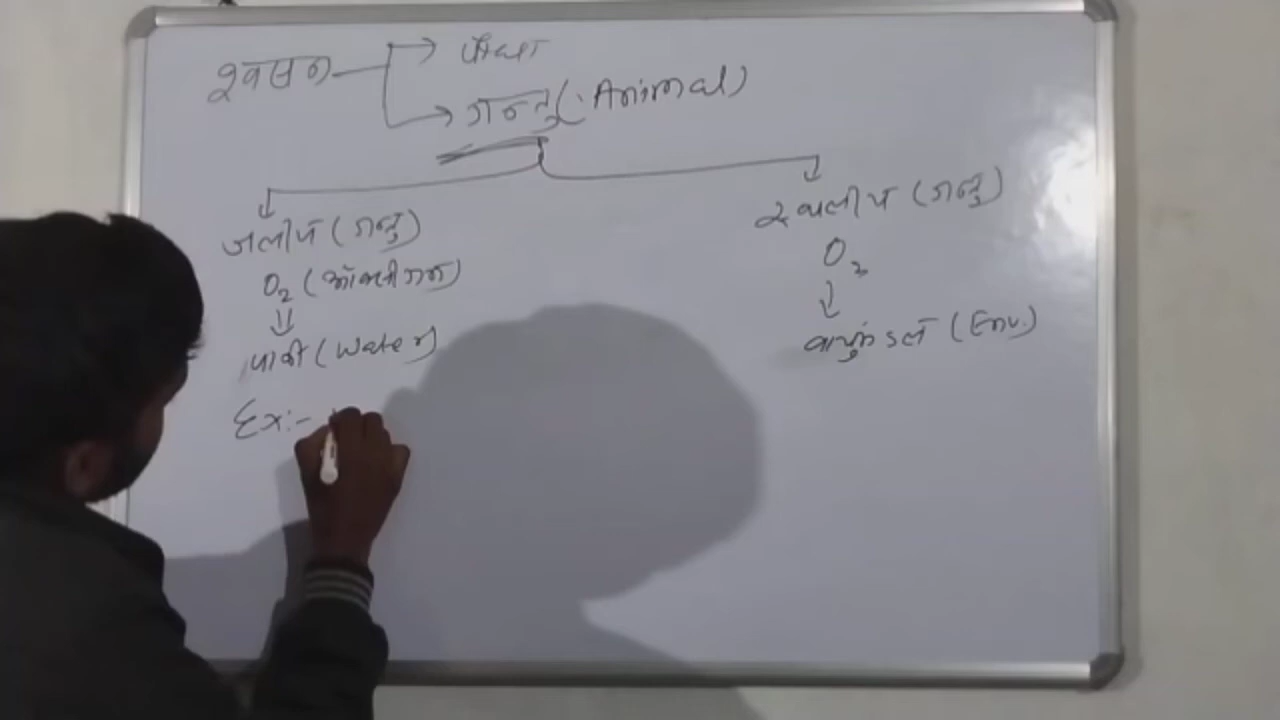 श्वसन
पौधा
जन्तु (Animal)
जलीय (जन्तु)
स्थलीय (जन्तु)
O₂ (ऑक्सीजन)
O₂
पानी (Water)
वायुमंडल (Env.)
Ex:-